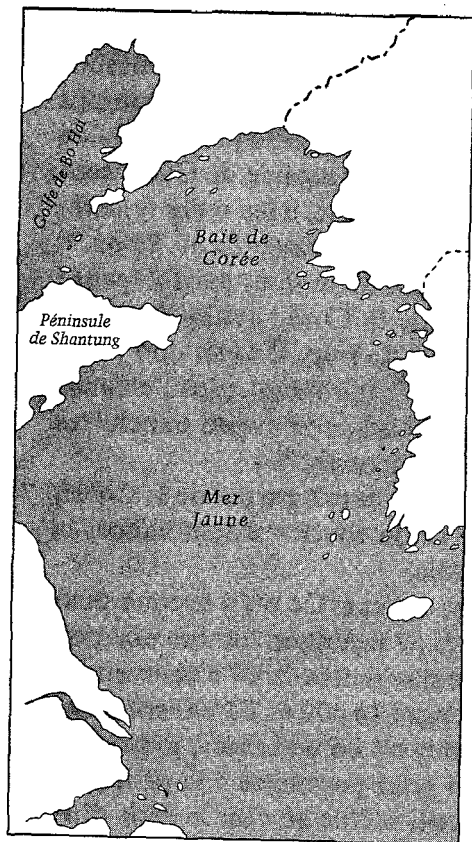 Golfe de Bo Hai
Baie de
Corée
Péninsule
de Shantung
Mer
Jaune